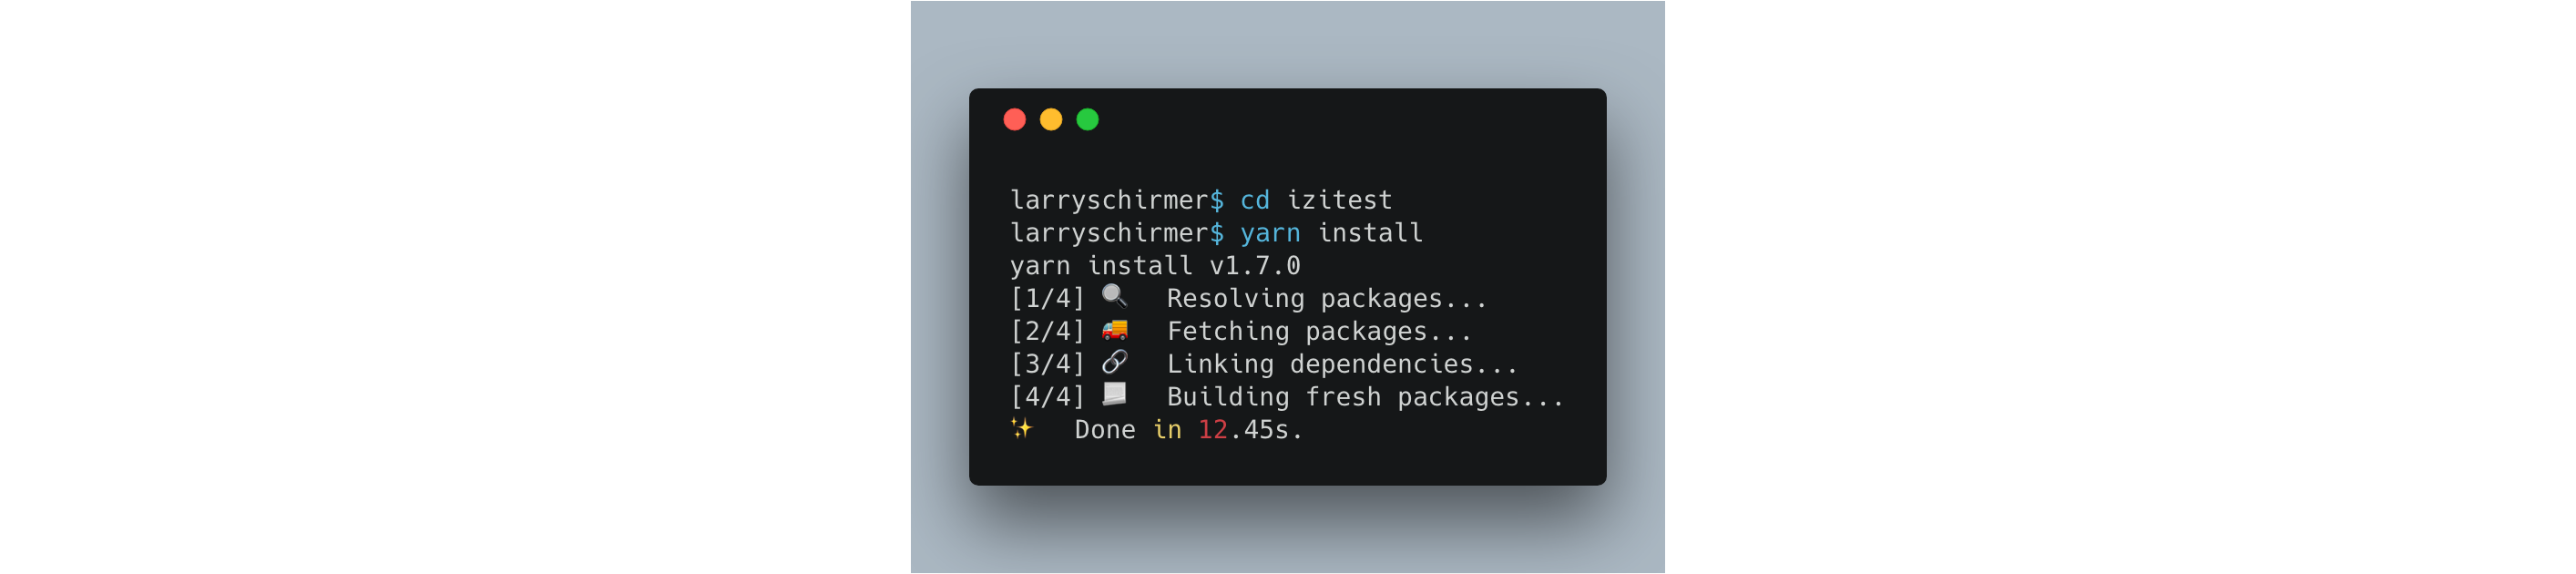 larryschirmer$ cd izitest
larryschirmer$ yarn install
yarn install v1.7.0
[1/4] 🔍 Resolving packages...
[2/4] 🚚 Fetching packages...
[3/4] 🔗 Linking dependencies...
[4/4] 📃 Building fresh packages...
✨ Done in 12.45s.